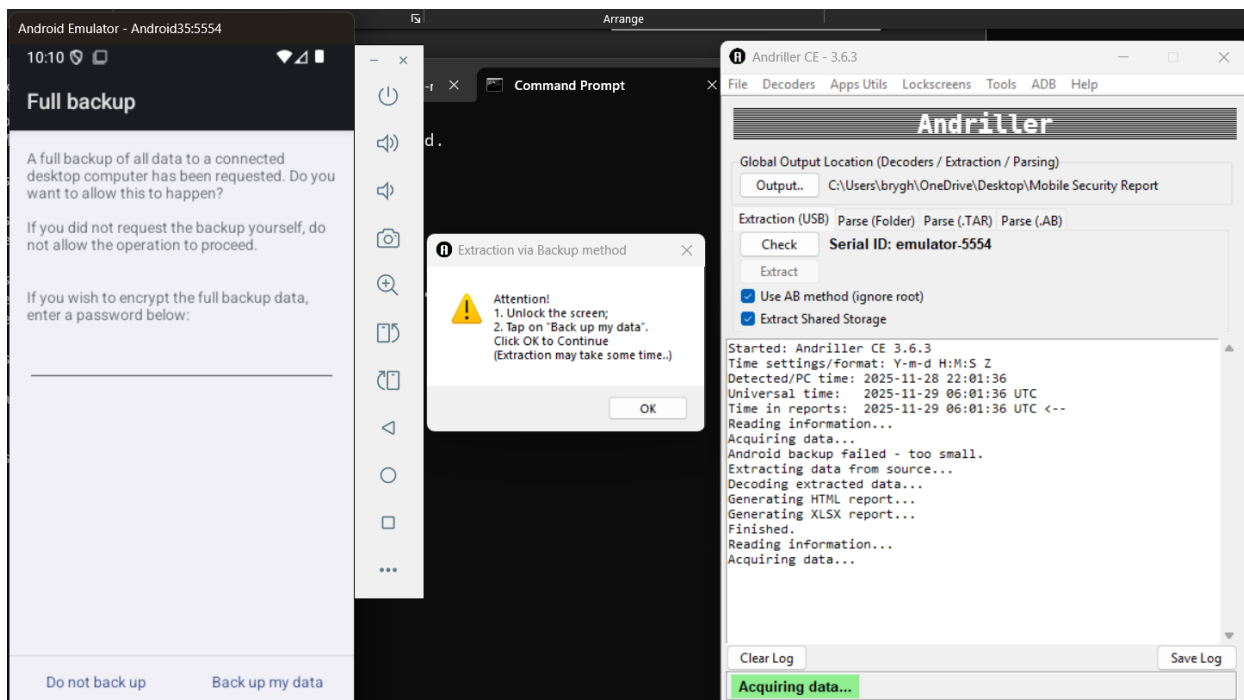 Arrange
Android Emulator - Android35:5554
10:10
Full backup
A full backup of all data to a connected
desktop computer has been requested. Do you
want to allow this to happen?
If you did not request the backup yourself, do
not allow the operation to proceed.
If you wish to encrypt the full backup data,
enter a password below:
Do not back up
Back up my data
Command Prompt
d.
Extraction via Backup method
Attention!
1. Unlock the screen;
2. Tap on "Back up my data".
Click OK to Continue
(Extraction may take some time..)
OK
Andriller CE - 3.6.3
File Decoders Apps Utils Lockscreens Tools ADB Help
Andriller
Global Output Location (Decoders / Extraction / Parsing)
Output.. C:\Users\brygh\OneDrive\Desktop\Mobile Security Report
Extraction (USB) Parse (Folder) Parse (.TAR) Parse (.AB)
Check Serial ID: emulator-5554
Extract
Use AB method (ignore root)
Extract Shared Storage
Started: Andriller CE 3.6.3
Time settings/format: Y-m-d H:M:S Z
Detected/PC time: 2025-11-28 22:01:36
Universal time: 2025-11-29 06:01:36 UTC
Time in reports: 2025-11-29 06:01:36 UTC <--
Reading information...
Acquiring data...
Android backup failed - too small.
Extracting data from source...
Decoding extracted data...
Generating HTML report...
Generating XLSX report...
Finished.
Reading information...
Acquiring data...
Clear Log
Save Log
Acquiring data...